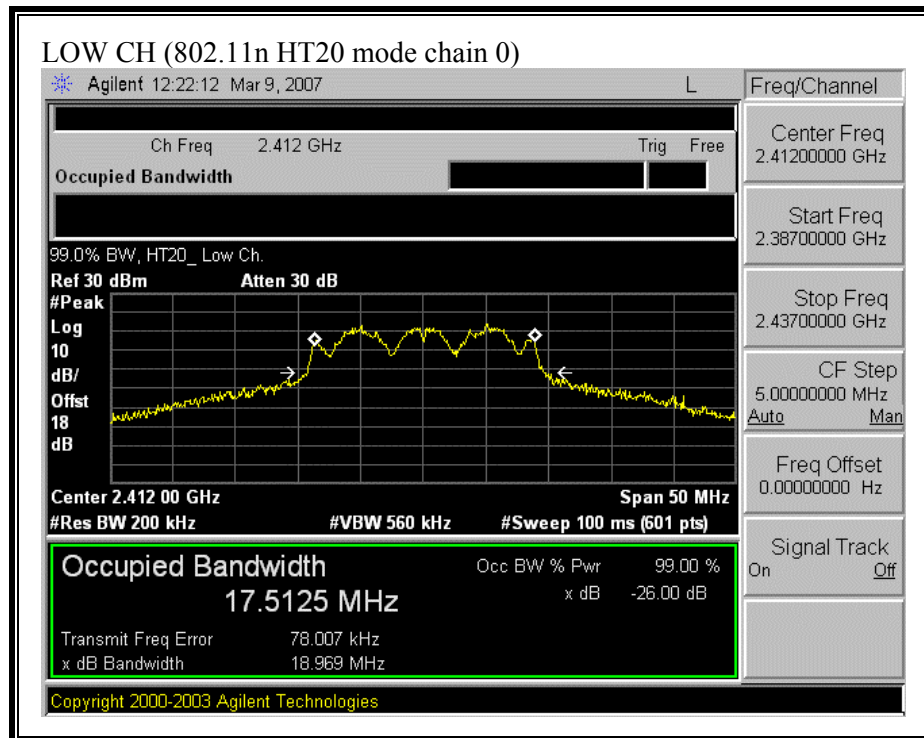 LOW CH (802.11n HT20 mode chain 0)
Agilent 12:22:12 Mar 9, 2007 L
Freq/Channel
Ch Freq 2.412 GHz Trig Free
Occupied Bandwidth
Center Freq
2.41200000 GHz
Start Freq
2.38700000 GHz
Stop Freq
2.43700000 GHz
CF Step
5.00000000 MHz
Auto Man
Freq Offset
0.00000000 Hz
Signal Track
On Off
99.0% BW, HT20_ Low Ch.
Ref 30 dBm Atten 30 dB
#Peak
Log
10
dB/
Offst
18
dB
Center 2.412 00 GHz Span 50 MHz
#Res BW 200 kHz #VBW 560 kHz #Sweep 100 ms (601 pts)
Occupied Bandwidth Occ BW % Pwr 99.00 %
17.5125 MHz x dB -26.00 dB
Transmit Freq Error 78.007 kHz
x dB Bandwidth 18.969 MHz
Copyright 2000-2003 Agilent Technologies